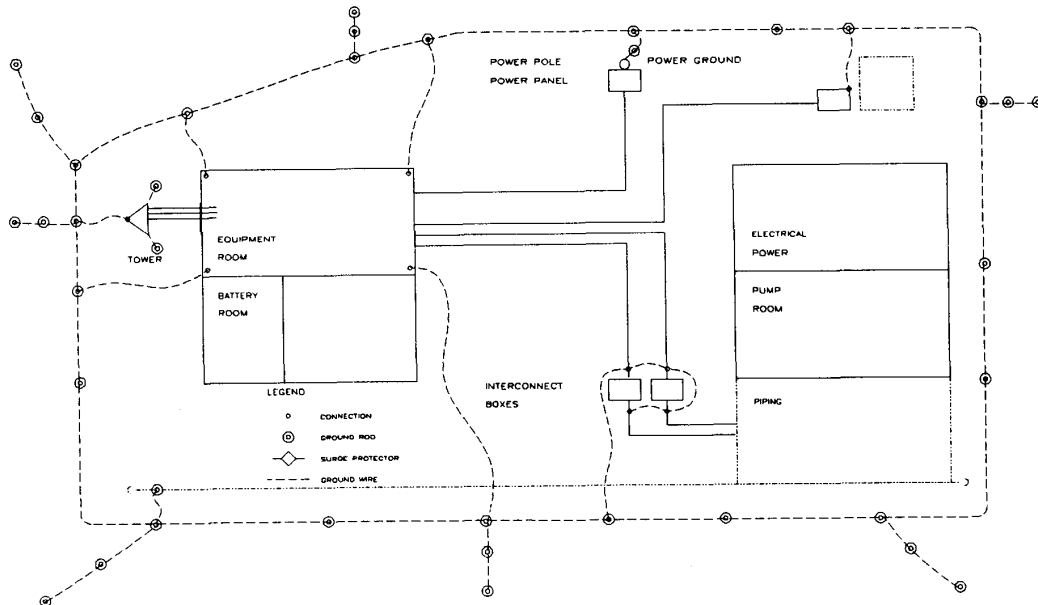 POWER POLE
POWER PANEL
POWER GROUND
TOWER
EQUIPMENT
ROOM
BATTERY
ROOM
ELECTRICAL
POWER
PUMP
ROOM
INTERCONNECT
BOXES
PIPING
LEGEND
CONNECTION
GROUND ROD
SURGE PROTECTOR
GROUND WIRE